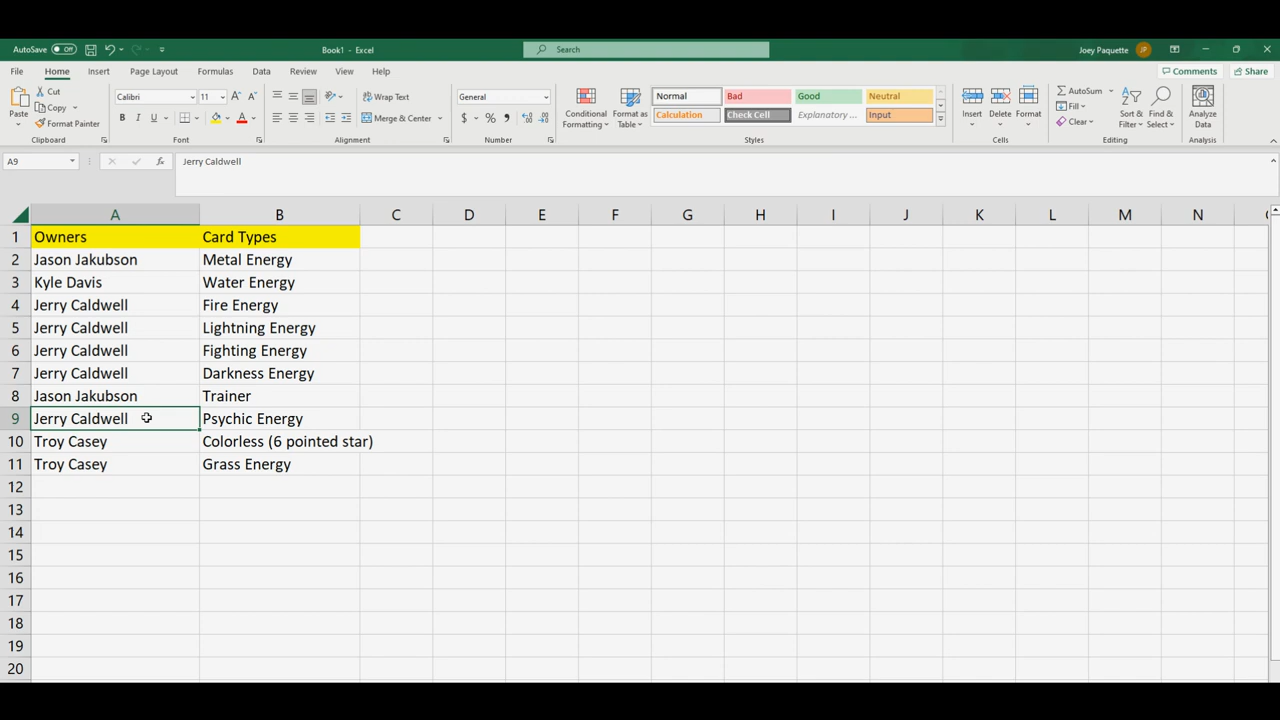 AutoSave Off Book1 - Excel Search Joey Paquette JP
File Home Insert Page Layout Formulas Data Review View Help Comments Share
Cut Calibri 11 A A Wrap Text General Normal Bad Good Neutral AutoSum
Copy Fill
Paste Format Painter B I U A Merge & Center $ % , Conditional Formatting Format as Table Calculation Check Cell Explanatory ... Input Insert Delete Format Clear Sort & Filter Find & Select Analyze Data
Clipboard Font Alignment Number Styles Cells Editing Analysis
A9 fx Jerry Caldwell
A B C D E F G H I J K L M N
1 Owners Card Types
2 Jason Jakubson Metal Energy
3 Kyle Davis Water Energy
4 Jerry Caldwell Fire Energy
5 Jerry Caldwell Lightning Energy
6 Jerry Caldwell Fighting Energy
7 Jerry Caldwell Darkness Energy
8 Jason Jakubson Trainer
9 Jerry Caldwell Psychic Energy
10 Troy Casey Colorless (6 pointed star)
11 Troy Casey Grass Energy
12
13
14
15
16
17
18
19
20